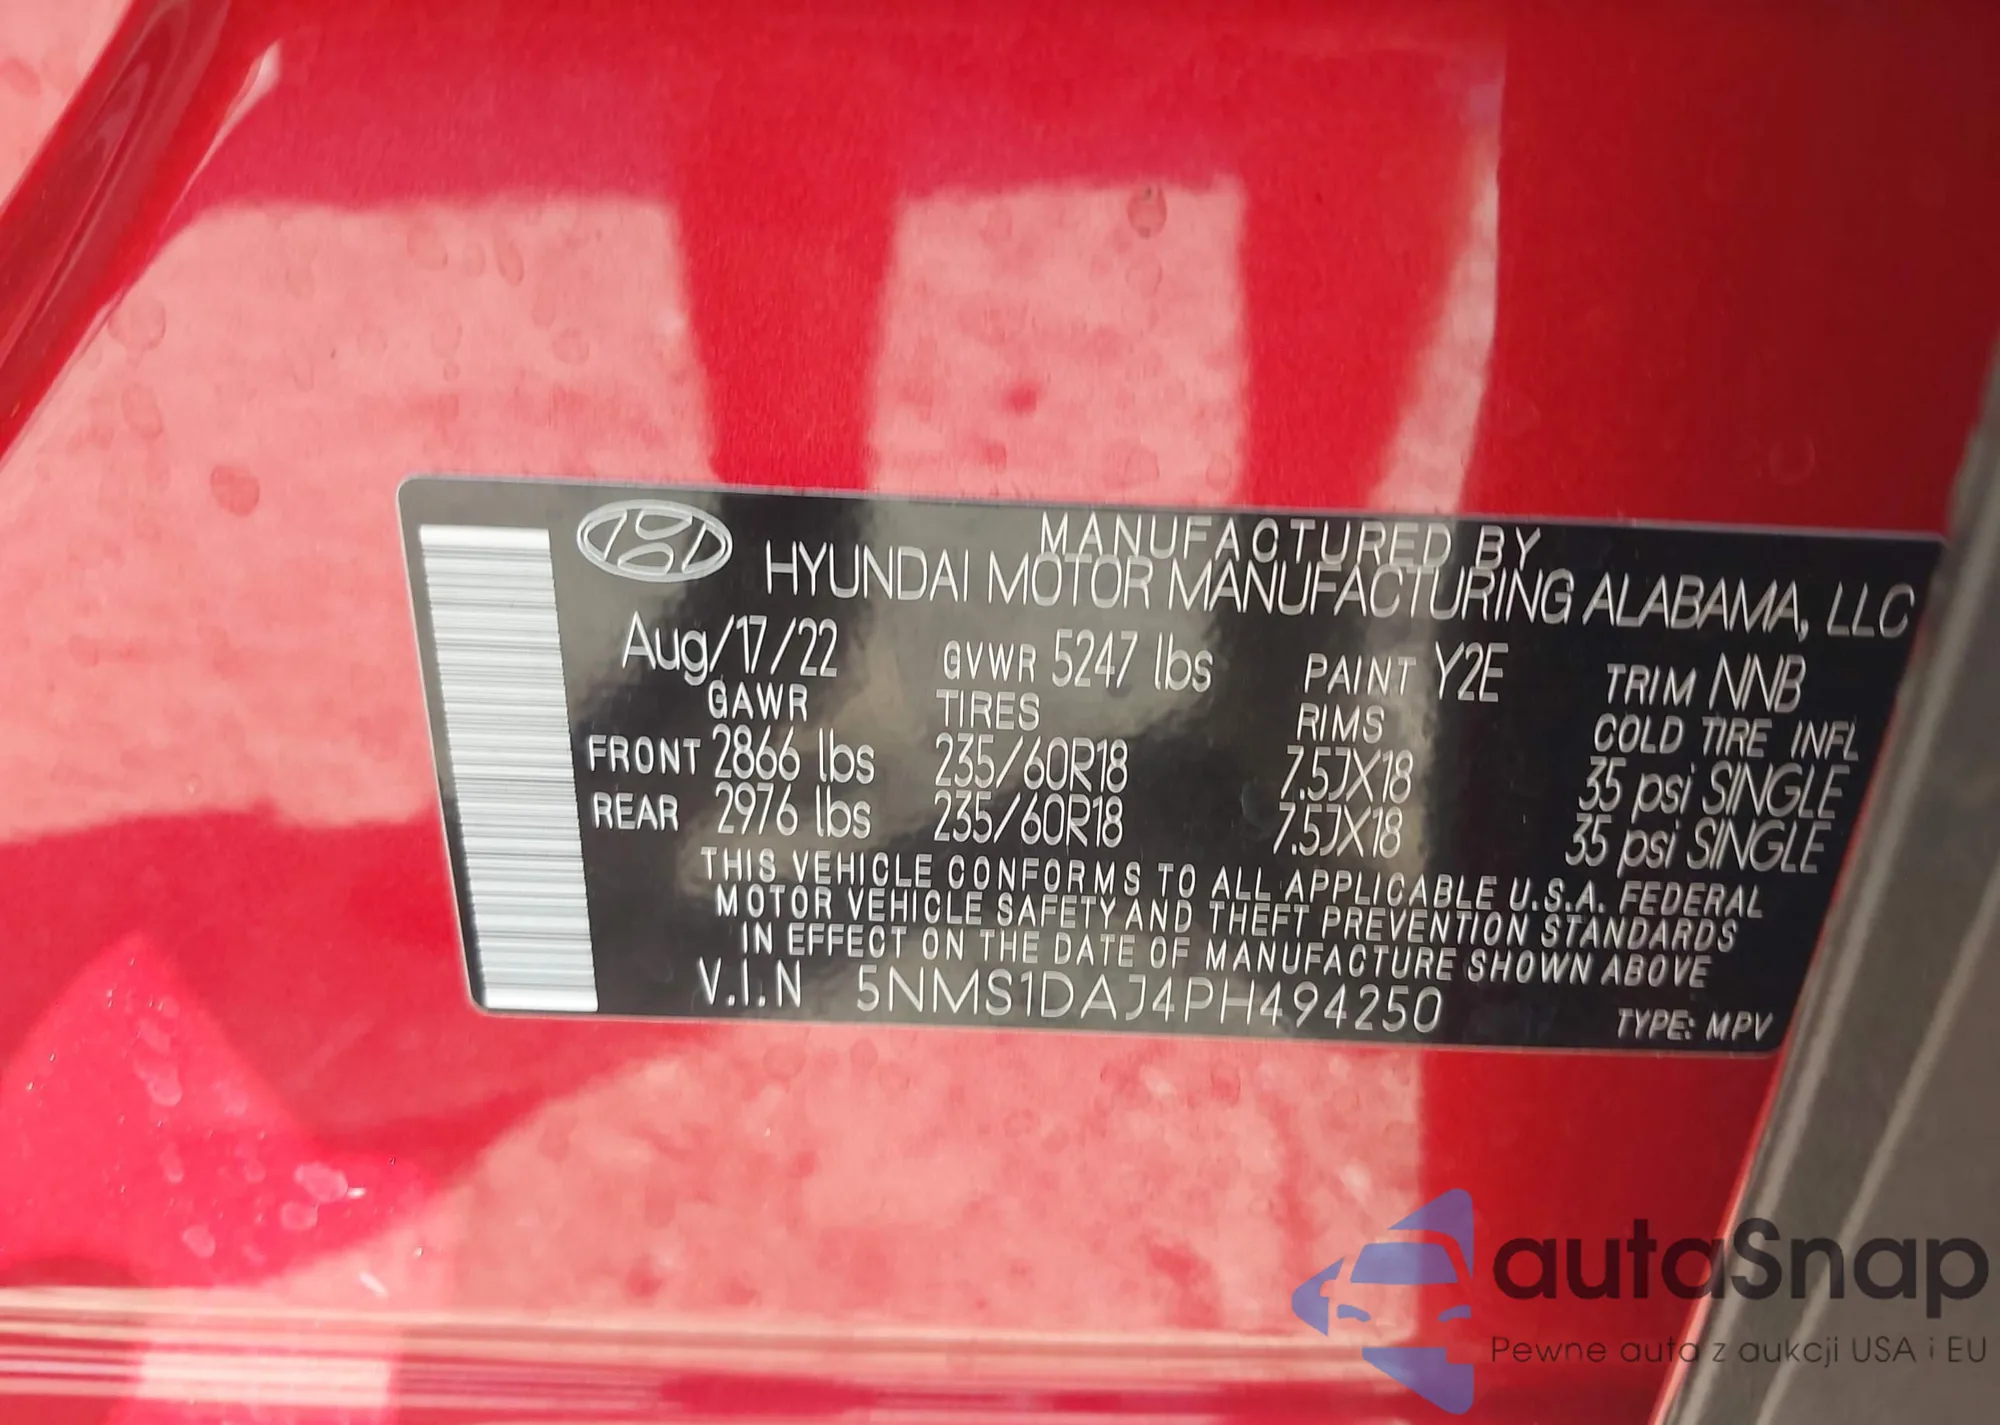 MANUFACTURED BY
HYUNDAI MOTOR MANUFACTURING ALABAMA, LLC
Aug/17/22 GVWR 5247 lbs PAINT Y2E TRIM NNB
GAWR TIRES RIMS COLD TIRE INFL
FRONT 2866 lbs 235/60R18 7.5JX18 35 psi SINGLE
REAR 2976 lbs 235/60R18 7.5JX18 35 psi SINGLE
THIS VEHICLE CONFORMS TO ALL APPLICABLE U.S.A. FEDERAL
MOTOR VEHICLE SAFETY AND THEFT PREVENTION STANDARDS
IN EFFECT ON THE DATE OF MANUFACTURE SHOWN ABOVE
V.I.N 5NMS1DAJ4PH494250 TYPE: MPV
autaSnap
Pewne auta z aukcji USA i EU